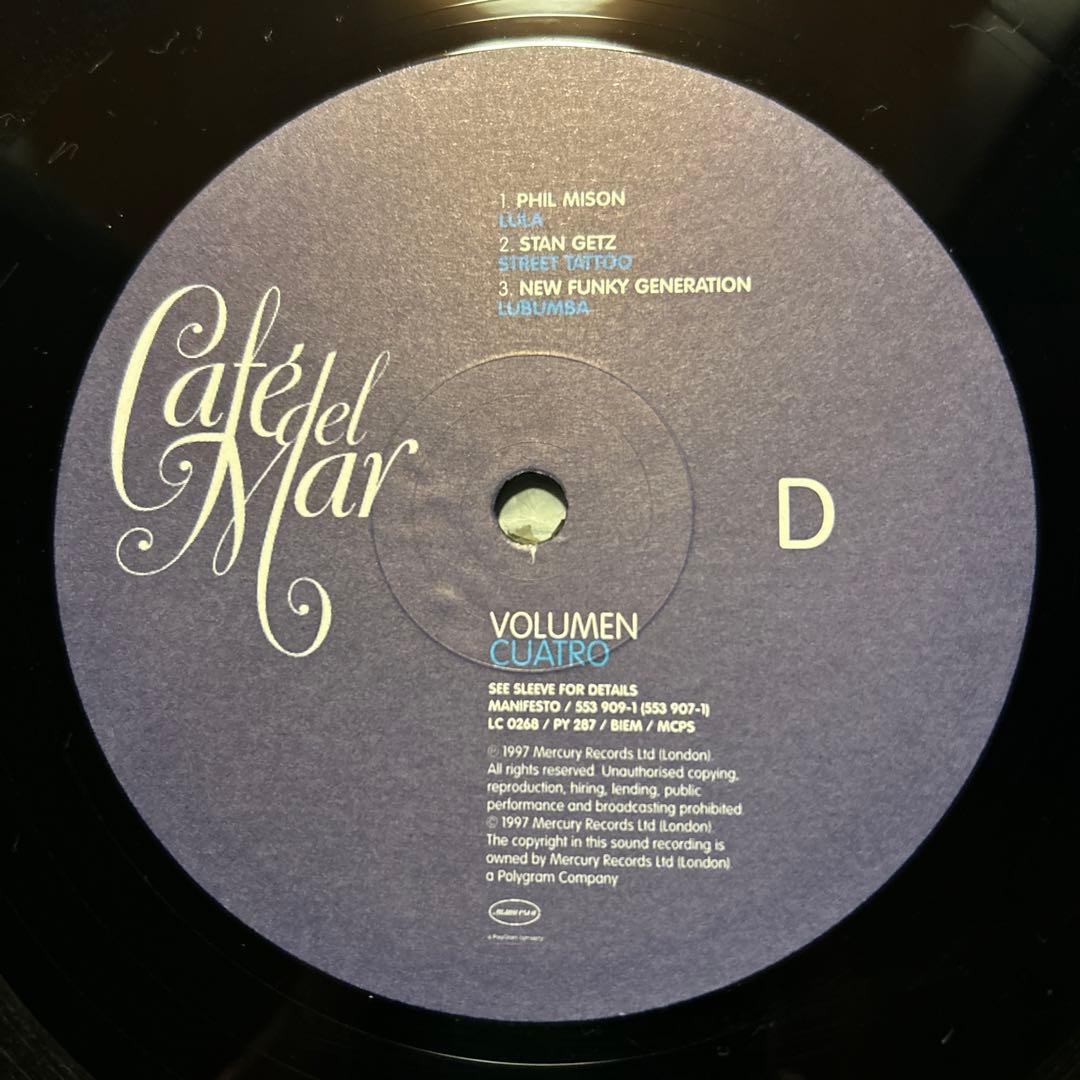 1. PHIL MISON
LULA
2. STAN GETZ
STREET TATTOO
3. NEW FUNKY GENERATION
LUBUMBA
Café del
Mar
D
VOLUMEN
CUATRO
SEE SLEEVE FOR DETAILS
MANIFESTO / 553 909-1 (553 907-1)
LC 0268 / PY 287 / BIEM / MCPS
℗ 1997 Mercury Records Ltd (London).
All rights reserved. Unauthorised copying,
reproduction, hiring, lending, public
performance and broadcasting prohibited.
© 1997 Mercury Records Ltd (London).
The copyright in this sound recording is
owned by Mercury Records Ltd (London)
a Polygram Company
a PolyGram company